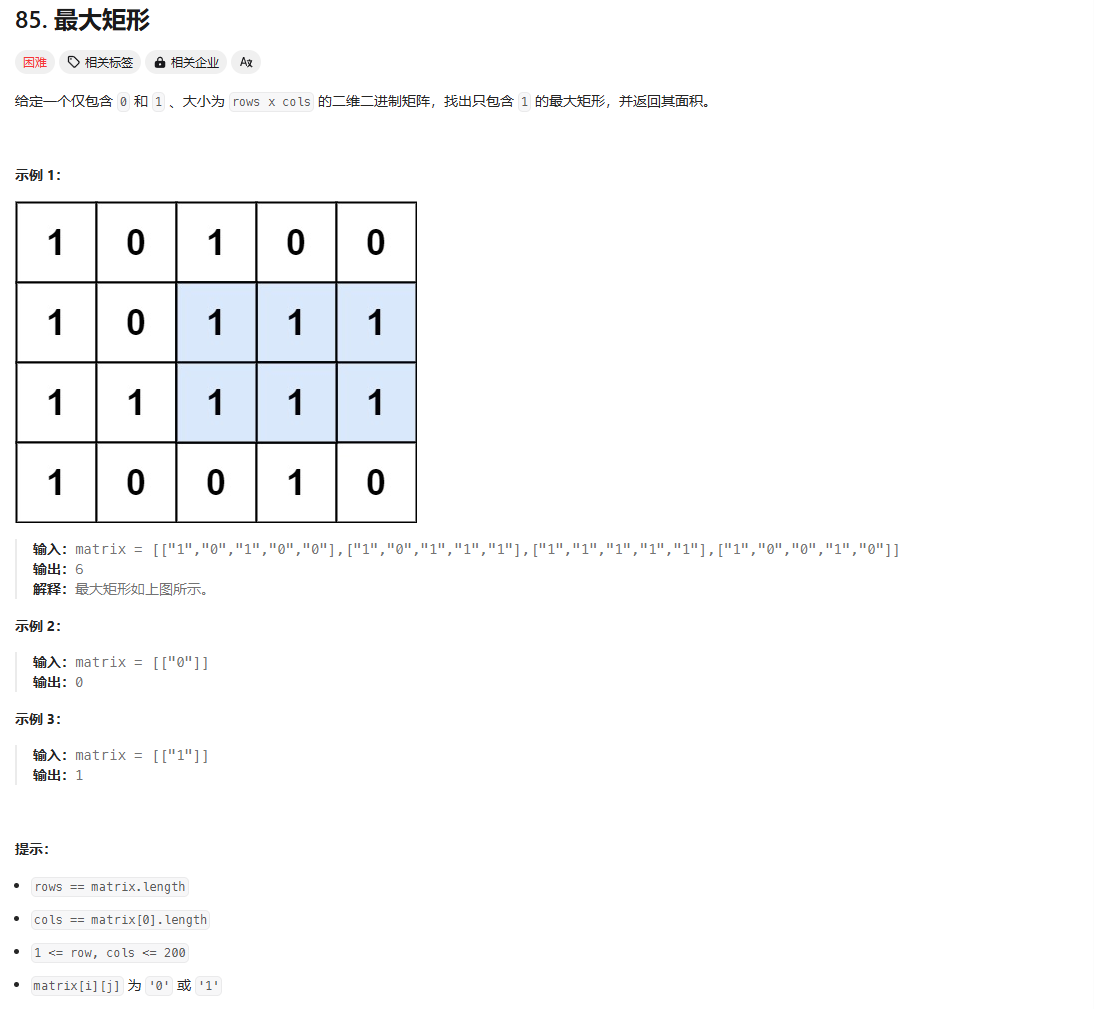 85. 最大矩形
困难 相关标签 相关企业 Aⱬ
给定一个仅包含 0 和 1 、大小为 rows x cols 的二维二进制矩阵，找出只包含 1 的最大矩形，并返回其面积。
示例 1：
1 0 1 0 0
1 0 1 1 1
1 1 1 1 1
1 0 0 1 0
输入：matrix = [["1","0","1","0","0"],["1","0","1","1","1"],["1","1","1","1","1"],["1","0","0","1","0"]]
输出：6
解释：最大矩形如上图所示。
示例 2：
输入：matrix = [["0"]]
输出：0
示例 3：
输入：matrix = [["1"]]
输出：1
提示：
• rows == matrix.length
• cols == matrix[0].length
• 1 <= row, cols <= 200
• matrix[i][j] 为 '0' 或 '1'